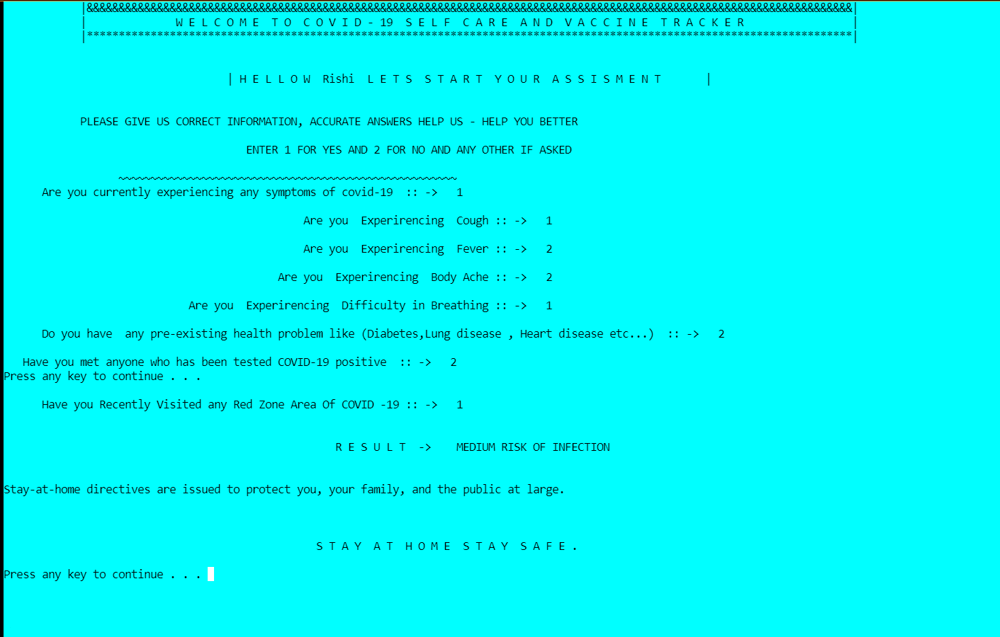 |&&&&&&&&&&&&&&&&&&&&&&&&&&&&&&&&&&&&&&&&&&&&&&&&&&&&&&&&&&&&&&&&&&&&&&&&&&&&&&&&&&&&&&&&&&&&&&&&&&&&&&&&&&&&&&&&&&&&&&&&|
| W E L C O M E  T O  C O V I D - 19  S E L F  C A R E  A N D  V A C C I N E  T R A C K E R |
|************************************************************************************************************************|
| H E L L O W  Rishi  L E T S  S T A R T  Y O U R  A S S I S M E N T |
PLEASE GIVE US CORRECT INFORMATION, ACCURATE ANSWERS HELP US - HELP YOU BETTER
ENTER 1 FOR YES AND 2 FOR NO AND ANY OTHER IF ASKED
~~~~~~~~~~~~~~~~~~~~~~~~~~~~~~~~~~~~~~~~~~~~~~~~~~~~~
Are you currently experiencing any symptoms of covid-19  :: ->   1
Are you  Experirencing  Cough :: ->   1
Are you  Experirencing  Fever :: ->   2
Are you  Experirencing  Body Ache :: ->   2
Are you  Experirencing  Difficulty in Breathing :: ->   1
Do you have  any pre-existing health problem like (Diabetes,Lung disease , Heart disease etc...)  :: ->   2
Have you met anyone who has been tested COVID-19 positive  :: ->   2
Press any key to continue . . .
Have you Recently Visited any Red Zone Area Of COVID -19 :: ->   1
R E S U L T  ->    MEDIUM RISK OF INFECTION
Stay-at-home directives are issued to protect you, your family, and the public at large.
S T A Y  A T  H O M E  S T A Y  S A F E .
Press any key to continue . . .